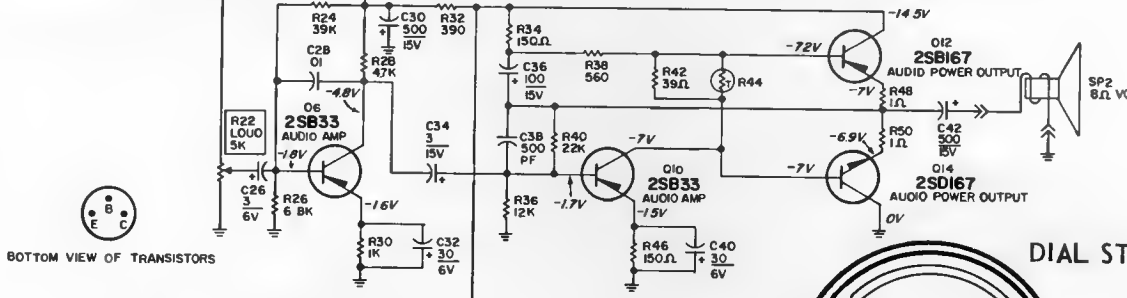 R24
39K
C30
500
15V
R32
390
-14.5V
R34
150Ω
C28
01
R28
4.7K
-7.2V
Q12
2SB167
AUDIO POWER OUTPUT
R38
560
C36
100
15V
R42
39Ω
T
R44
-4.8V
-7V
R48
1Ω
SP2
8Ω VC
Q6
2SB33
AUDIO AMP
R22
LOUD
5K
C34
3
15V
C38
500
PF
R40
22K
-7V
-6.9V
R50
1Ω
C42
500
15V
-1.8V
Q10
2SB33
AUDIO AMP
-7V
Q14
2SD167
AUDIO POWER OUTPUT
C26
3
6V
R26
6 8K
-1.6V
R36
12K
-1.7V
-1.5V
0V
B
E
C
R30
1K
C32
30
6V
R46
150Ω
C40
30
6V
BOTTOM VIEW OF TRANSISTORS
DIAL ST